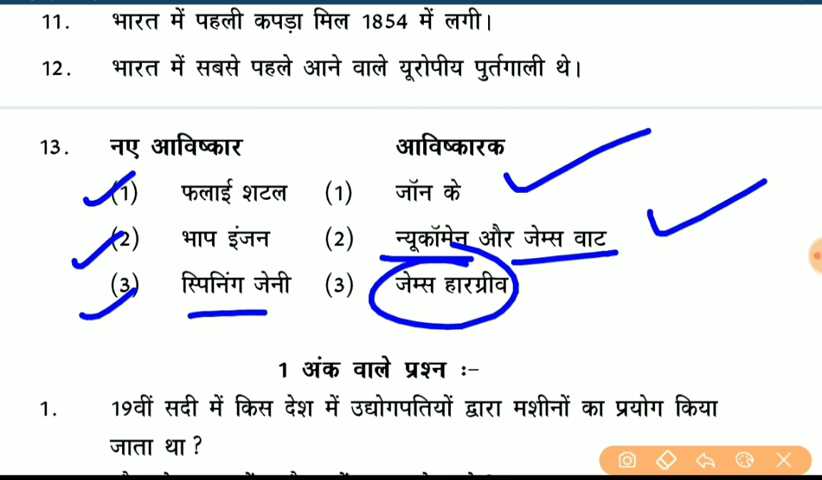 11. भारत में पहली कपड़ा मिल 1854 में लगी।
12. भारत में सबसे पहले आने वाले यूरोपीय पुर्तगाली थे।
13. नए आविष्कार आविष्कारक
(1) फलाई शटल (1) जॉन के
(2) भाप इंजन (2) न्यूकॉमेन और जेम्स वाट
(3) स्पिनिंग जेनी (3) जेम्स हारग्रीव
1 अंक वाले प्रश्न :–
1. 19वीं सदी में किस देश में उद्योगपतियों द्वारा मशीनों का प्रयोग किया
जाता था ?